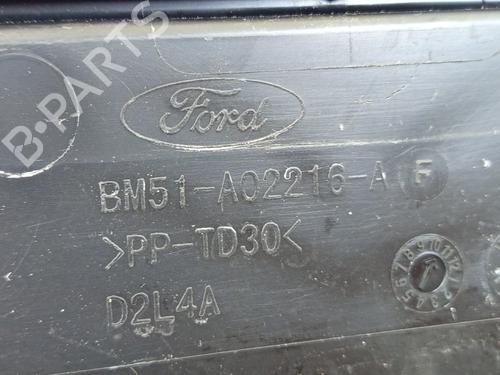 B-PARTS
Ford
BM51-A02216-A F
>PP-TD30<
D2L4A